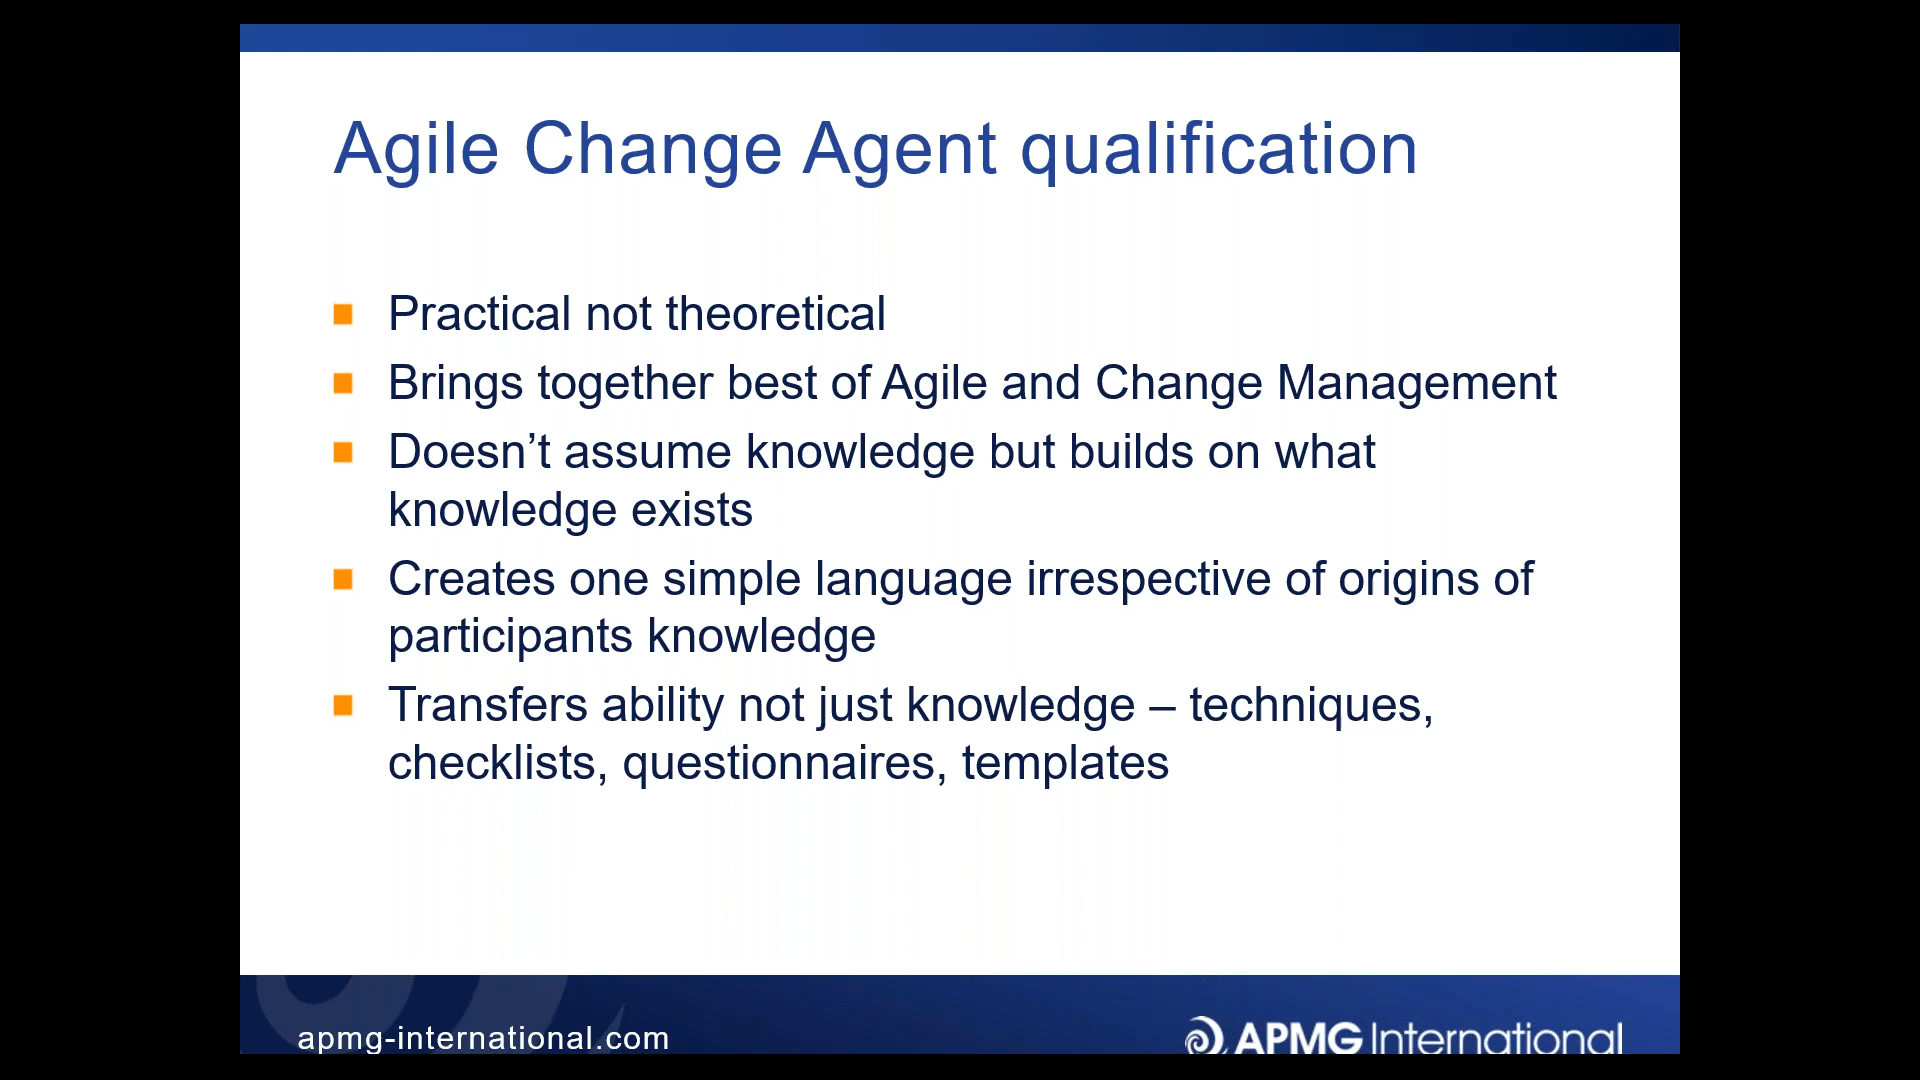 Agile Change Agent qualification
Practical not theoretical
Brings together best of Agile and Change Management
Doesn’t assume knowledge but builds on what
knowledge exists
Creates one simple language irrespective of origins of
participants knowledge
Transfers ability not just knowledge – techniques,
checklists, questionnaires, templates
apmg-international.com
APMG International